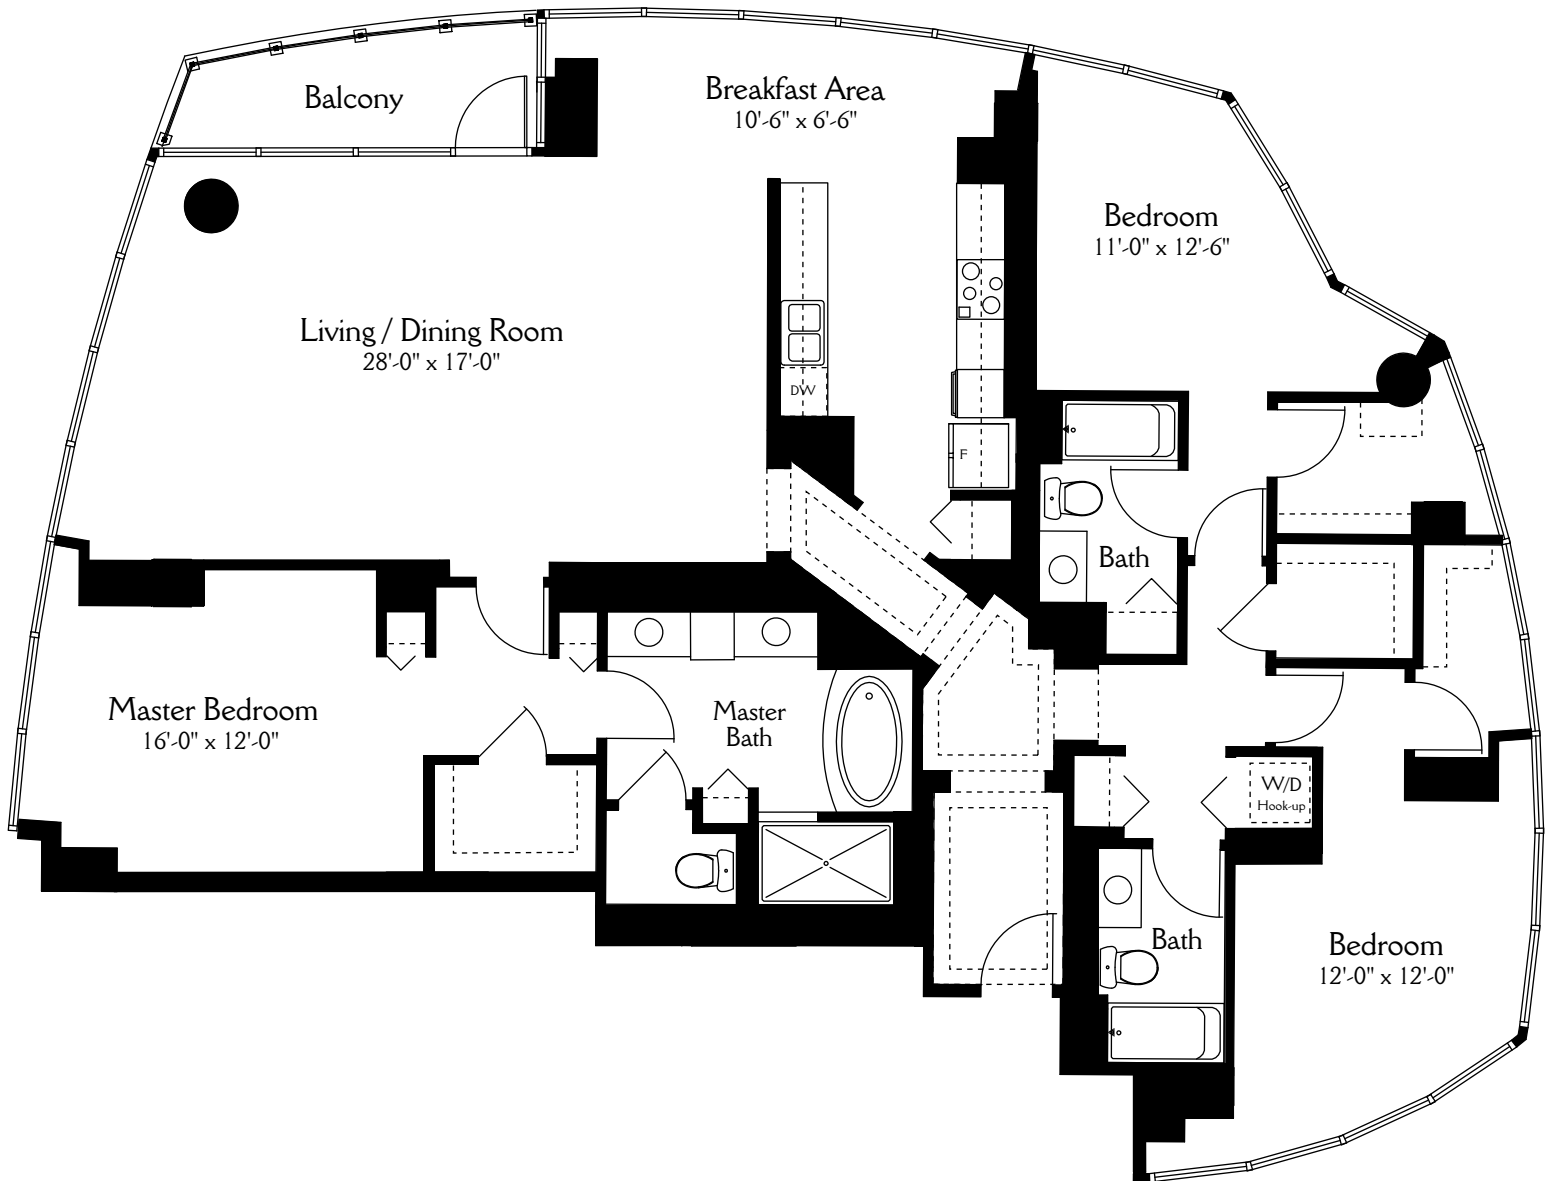 Balcony
Breakfast Area
10'-6" x 6'-6"
Bedroom
11'-0" x 12'-6"
Living / Dining Room
28'-0" x 17'-0"
DW
F
Bath
Master Bedroom
16'-0" x 12'-0"
Master
Bath
W/D
Hook-up
Bath
Bedroom
12'-0" x 12'-0"